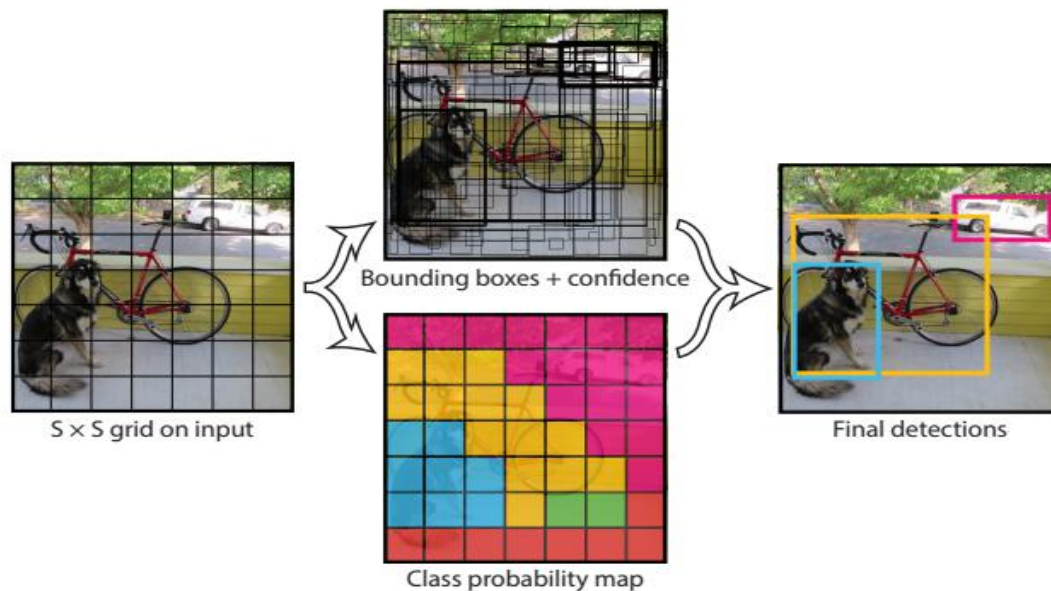 Bounding boxes + confidence
S × S grid on input
Final detections
Class probability map